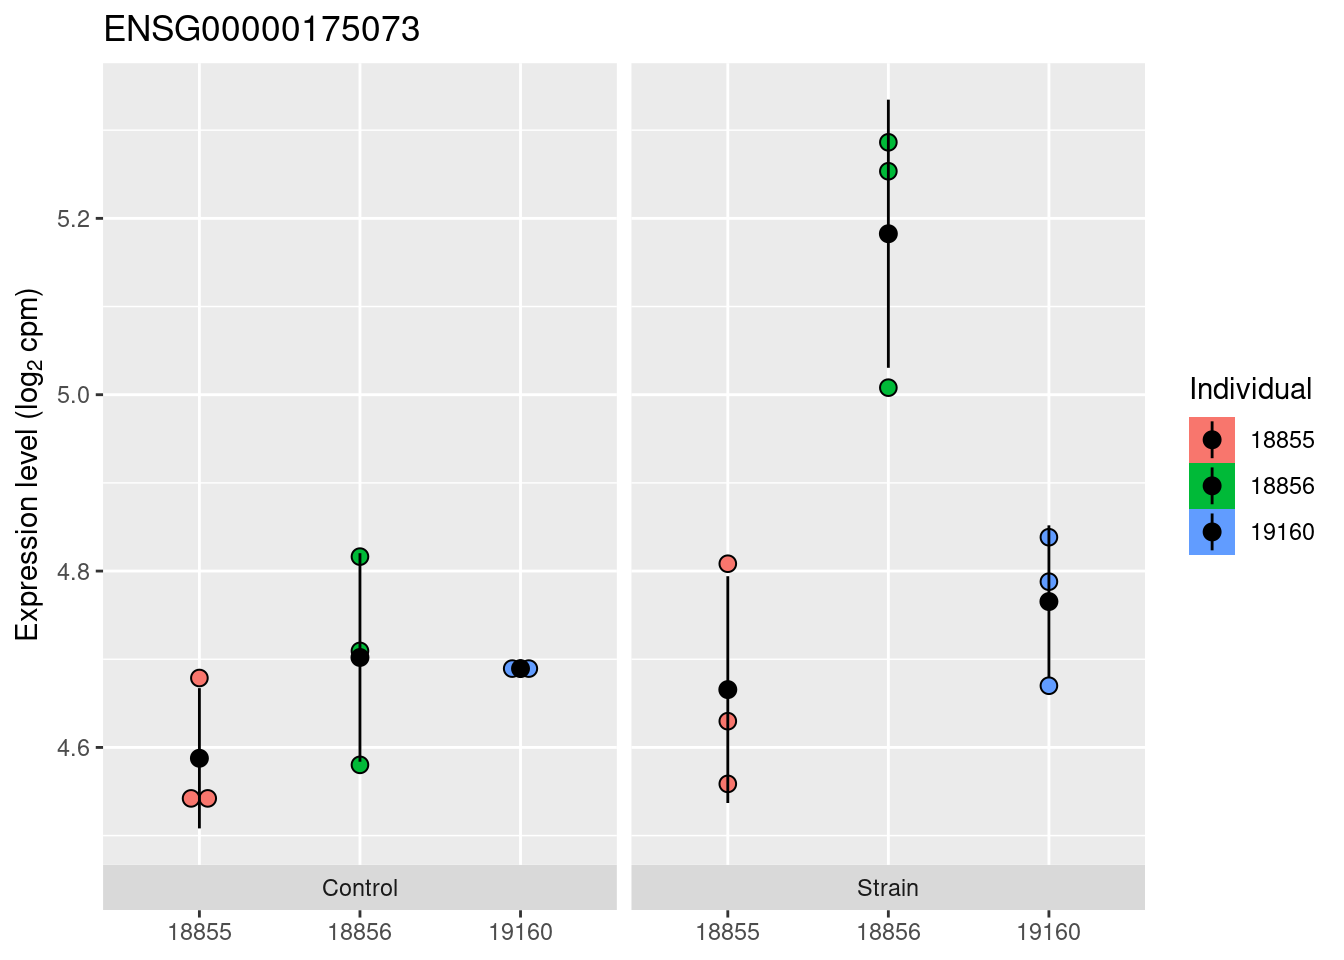 ENSG00000175073
Expression level (log₂ cpm)
5.2
5.0
4.8
4.6
Control
Strain
18855
18856
19160
18855
18856
19160
Individual
18855
18856
19160